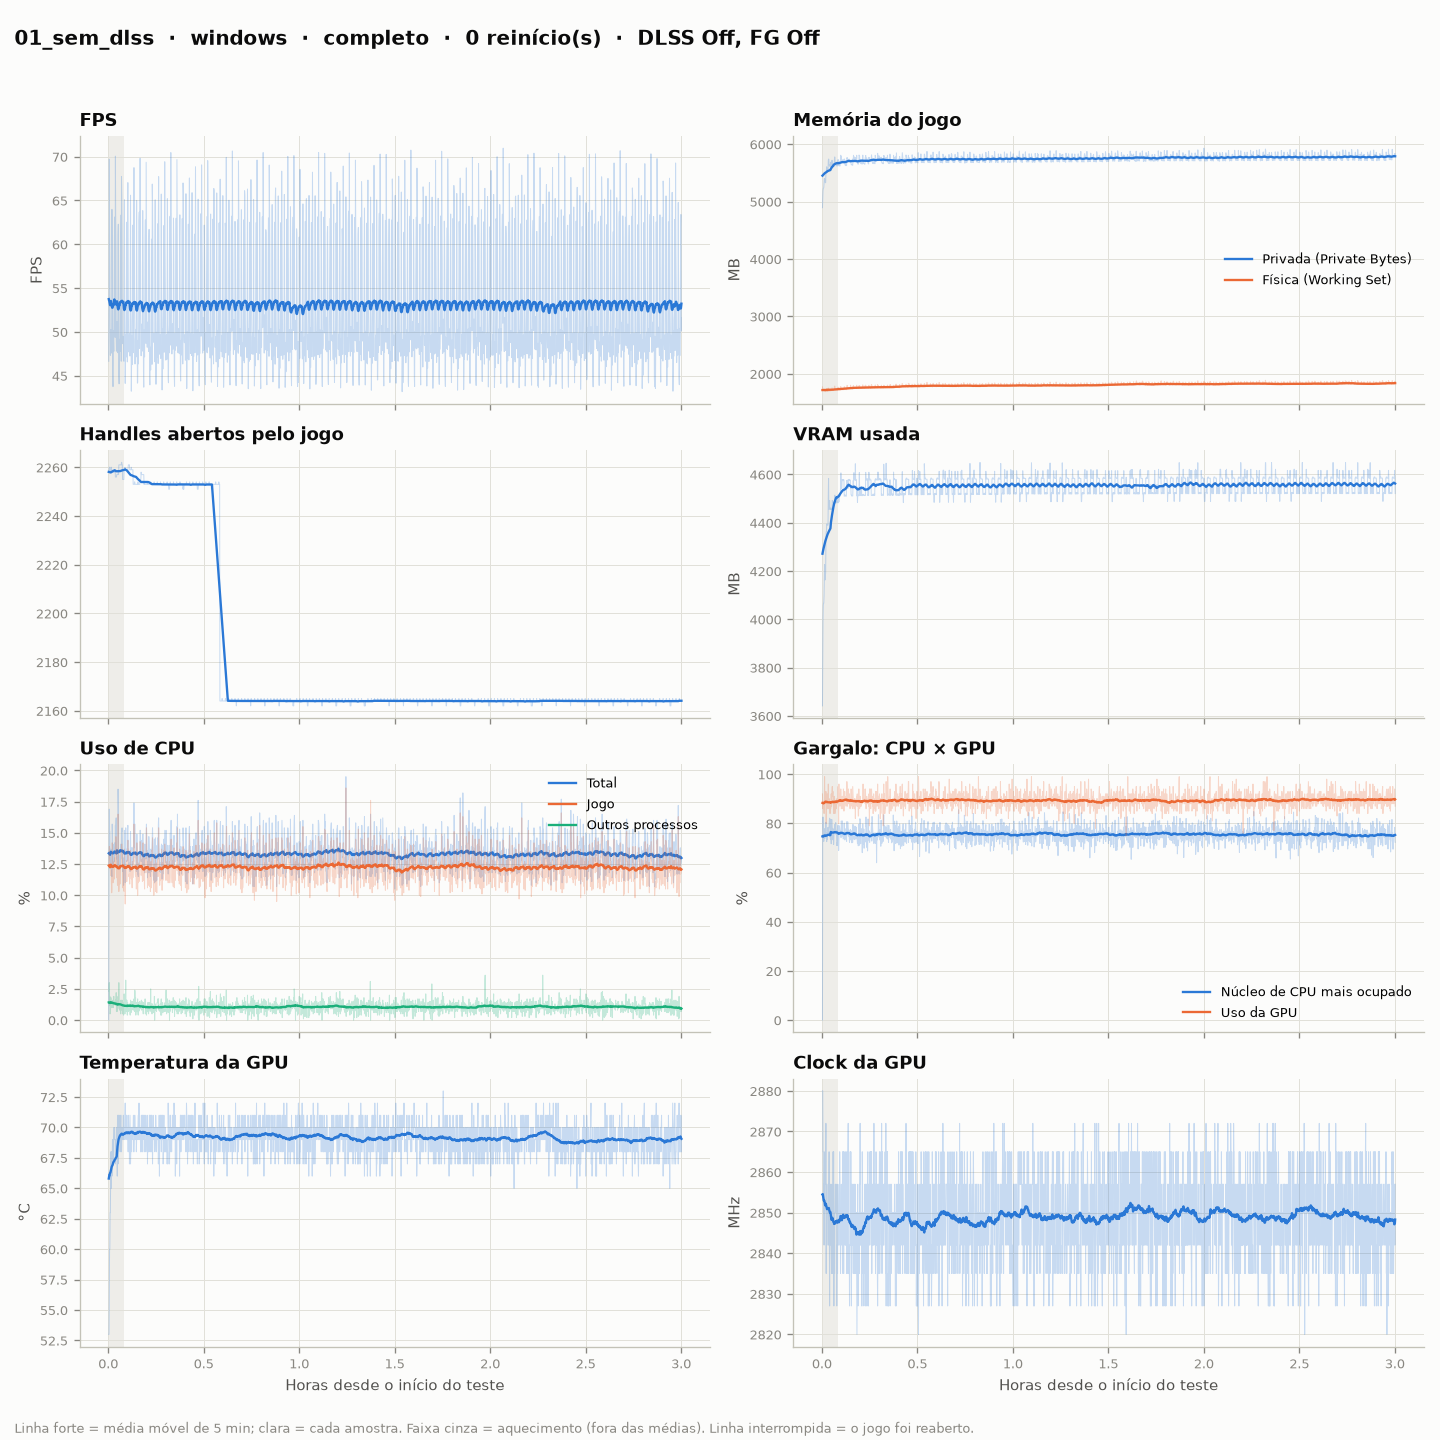 01_sem_dlss · windows · completo · 0 reinício(s) · DLSS Off, FG Off
FPS
70
65
60
55
50
45
FPS
Memória do jogo
6000
5000
4000
3000
2000
MB
Privada (Private Bytes)
Física (Working Set)
Handles abertos pelo jogo
2260
2240
2220
2200
2180
2160
VRAM usada
4600
4400
4200
4000
3800
3600
MB
Uso de CPU
20.0
17.5
15.0
12.5
10.0
7.5
5.0
2.5
0.0
%
Total
Jogo
Outros processos
Gargalo: CPU × GPU
100
80
60
40
20
0
%
Núcleo de CPU mais ocupado
Uso da GPU
Temperatura da GPU
72.5
70.0
67.5
65.0
62.5
60.0
57.5
55.0
52.5
°C
0.0 0.5 1.0 1.5 2.0 2.5 3.0
Horas desde o início do teste
Clock da GPU
2880
2870
2860
2850
2840
2830
2820
MHz
0.0 0.5 1.0 1.5 2.0 2.5 3.0
Horas desde o início do teste
Linha forte = média móvel de 5 min; clara = cada amostra. Faixa cinza = aquecimento (fora das médias). Linha interrompida = o jogo foi reaberto.